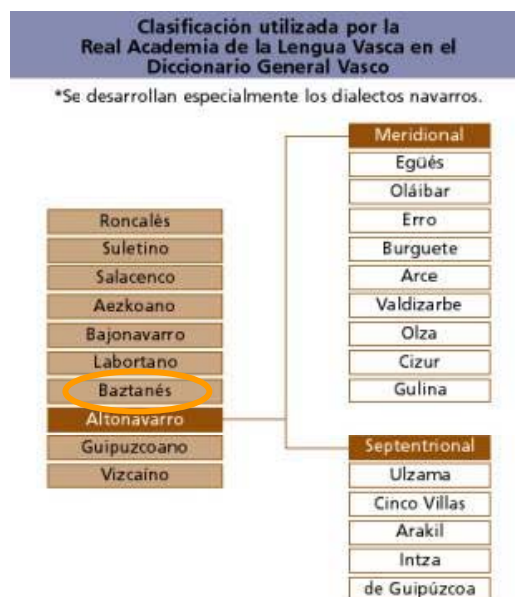 Clasificación utilizada por la
Real Academia de la Lengua Vasca en el
Diccionario General Vasco
*Se desarrollan especialmente los dialectos navarros.
Roncalés
Suletino
Salacenco
Aezkoano
Bajonavarro
Labortano
Baztanés
Altonavarro
Guipuzcoano
Vizcaíno
Meridional
Egüés
Oláibar
Erro
Burguete
Arce
Valdizarbe
Olza
Cizur
Gulina
Septentrional
Ulzama
Cinco Villas
Arakil
Intza
de Guipúzcoa